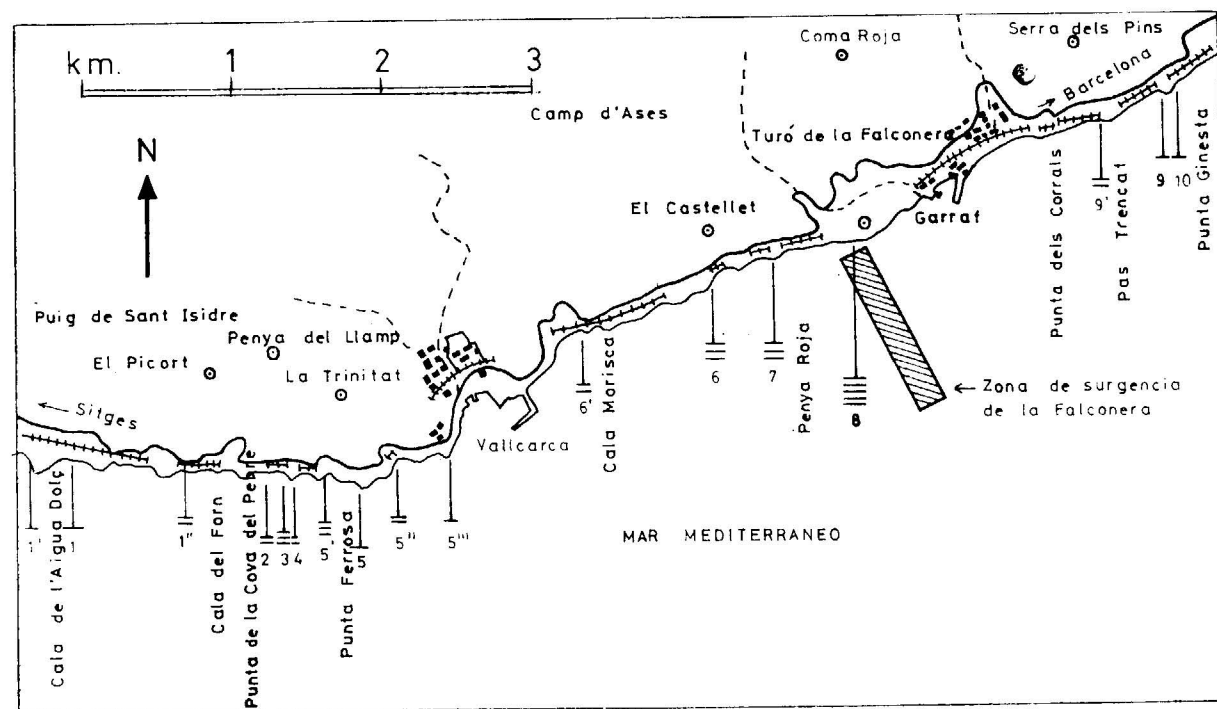 km.
1
2
3
N
Coma Roja
Serra dels Pins
Barcelona
Camp d'Ases
Turó de la Falconera
El Castellet
Garraf
Puig de Sant Isidre
Penya del Llamp
El Picort
La Trinitat
Sitges
Vallcarca
Zona de surgencia
de la Falconera
MAR MEDITERRANEO
1'
1
1"
2
3
4
5'
5
5"
5'''
6'
6
7
8
9'
9
10
Cala de l'Aigua Dolç
Cala del Forn
Punta de la Cova del Penne
Punta Ferrosa
Cala Morisca
Penya Roja
Punta dels Corrals
Pas Trencat
Punta Ginesta